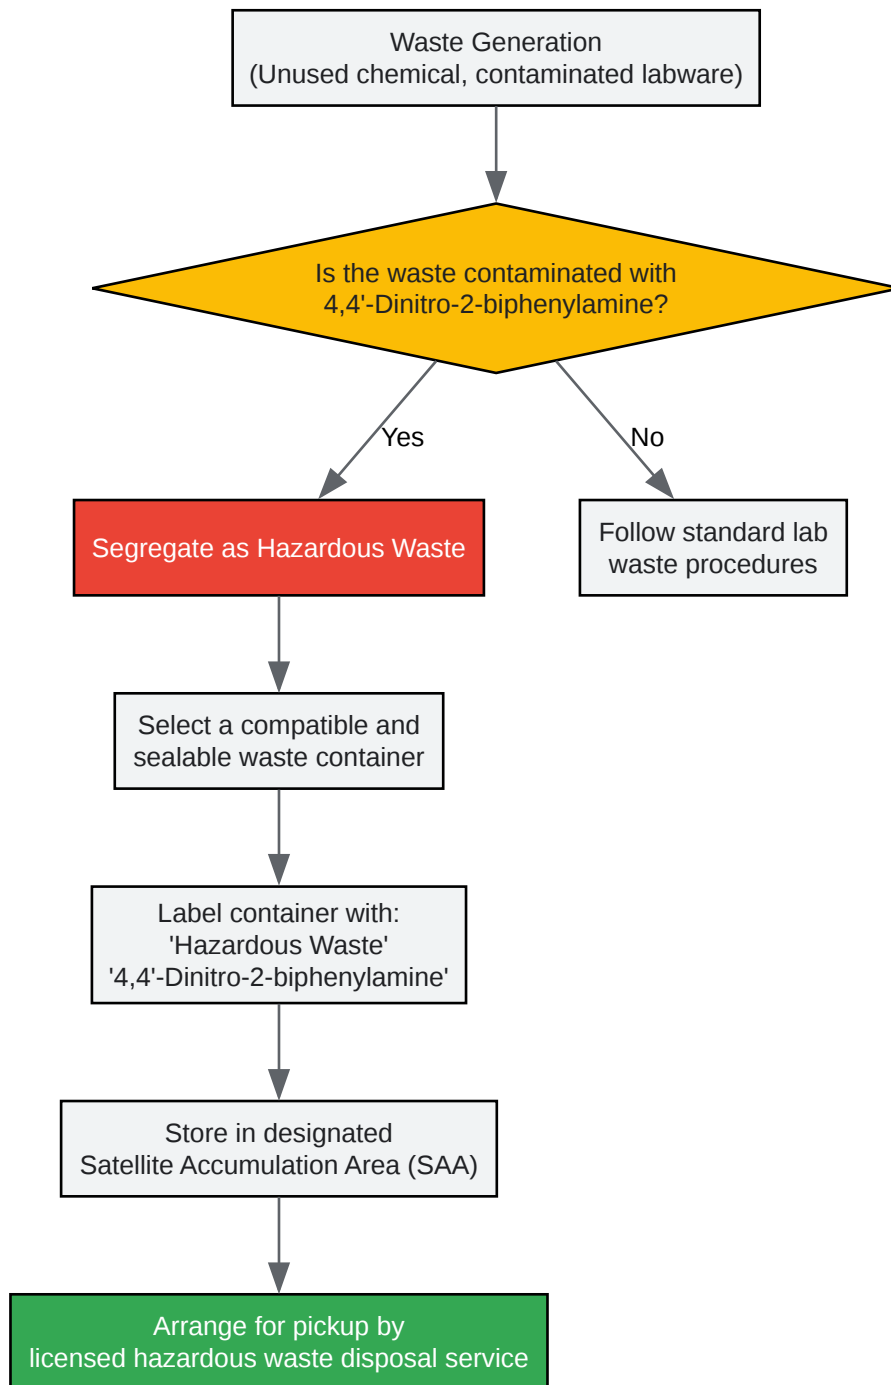 Waste Generation
(Unused chemical, contaminated labware)
Is the waste contaminated with
4,4'-Dinitro-2-biphenylamine?
Yes
No
Segregate as Hazardous Waste
Follow standard lab
waste procedures
Select a compatible and
sealable waste container
Label container with:
'Hazardous Waste'
'4,4'-Dinitro-2-biphenylamine'
Store in designated
Satellite Accumulation Area (SAA)
Arrange for pickup by
licensed hazardous waste disposal service